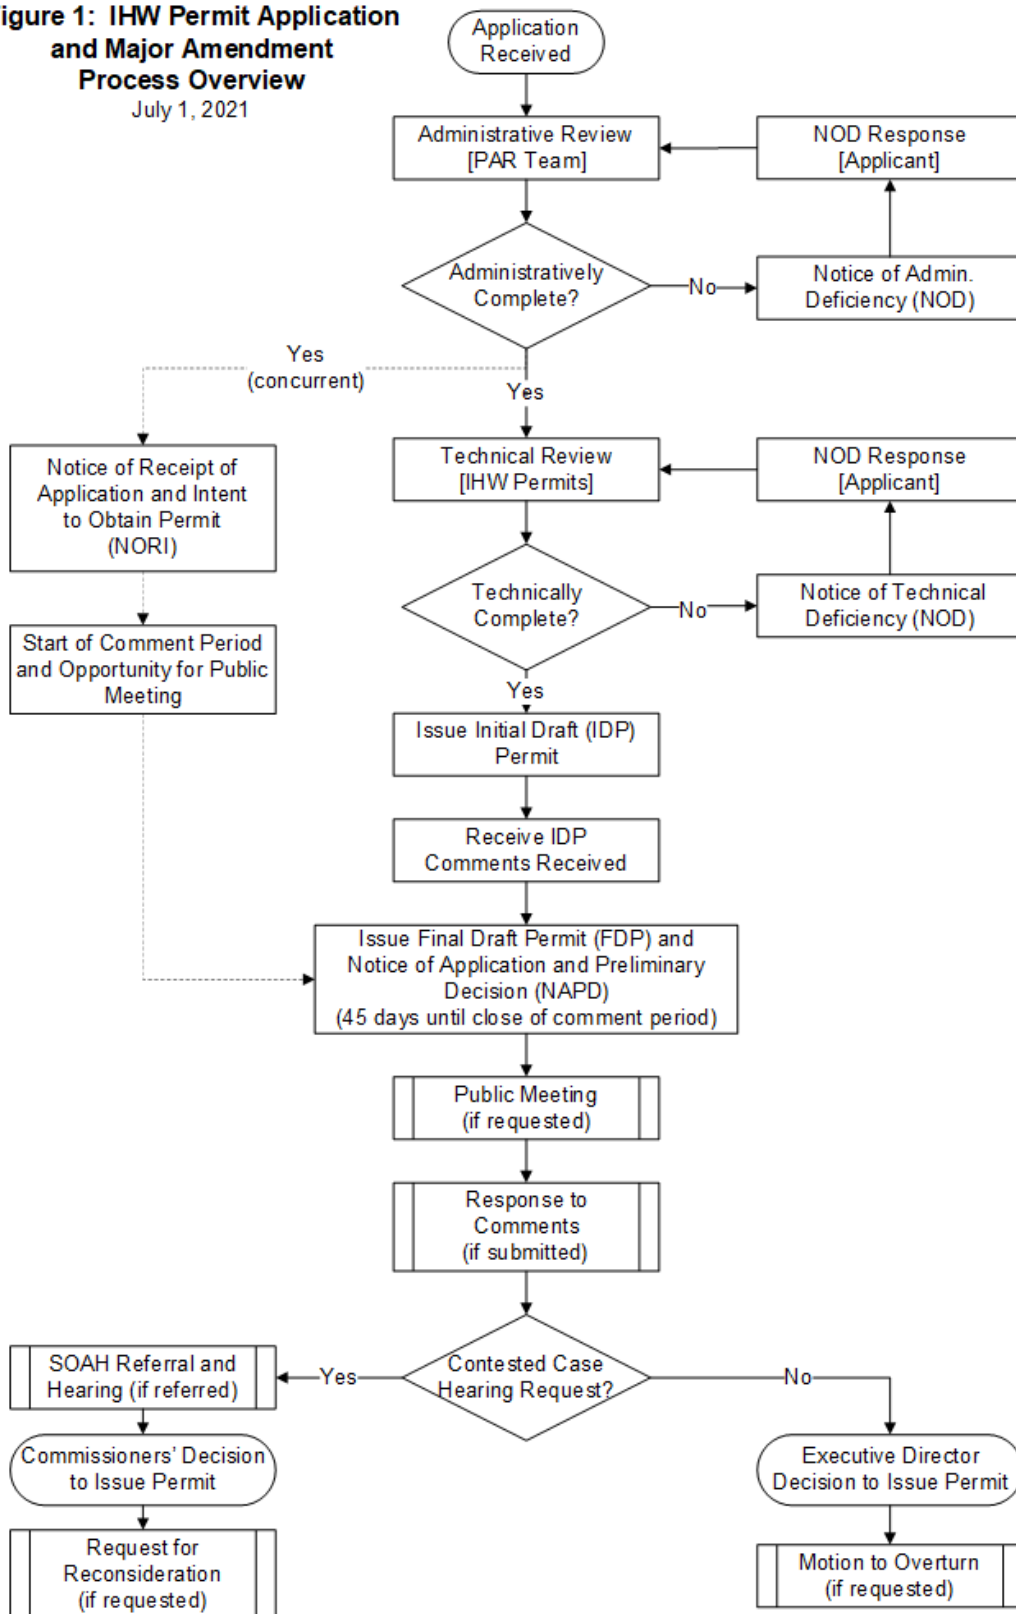 igure 1: IHW Permit Application
and Major Amendment
Process Overview
July 1, 2021
Application
Received
Administrative Review
[PAR Team]
NOD Response
[Applicant]
Administratively
Complete?
No
Notice of Admin.
Deficiency (NOD)
Yes
(concurrent)
Yes
Notice of Receipt of
Application and Intent
to Obtain Permit
(NORI)
Technical Review
[IHW Permits]
NOD Response
[Applicant]
Technically
Complete?
No
Notice of Technical
Deficiency (NOD)
Start of Comment Period
and Opportunity for Public
Meeting
Yes
Issue Initial Draft (IDP)
Permit
Receive IDP
Comments Received
Issue Final Draft Permit (FDP) and
Notice of Application and Preliminary
Decision (NAPD)
(45 days until close of comment period)
Public Meeting
(if requested)
Response to
Comments
(if submitted)
Contested Case
Hearing Request?
Yes
No
SOAH Referral and
Hearing (if referred)
Commissioners’ Decision
to Issue Permit
Request for
Reconsideration
(if requested)
Executive Director
Decision to Issue Permit
Motion to Overturn
(if requested)